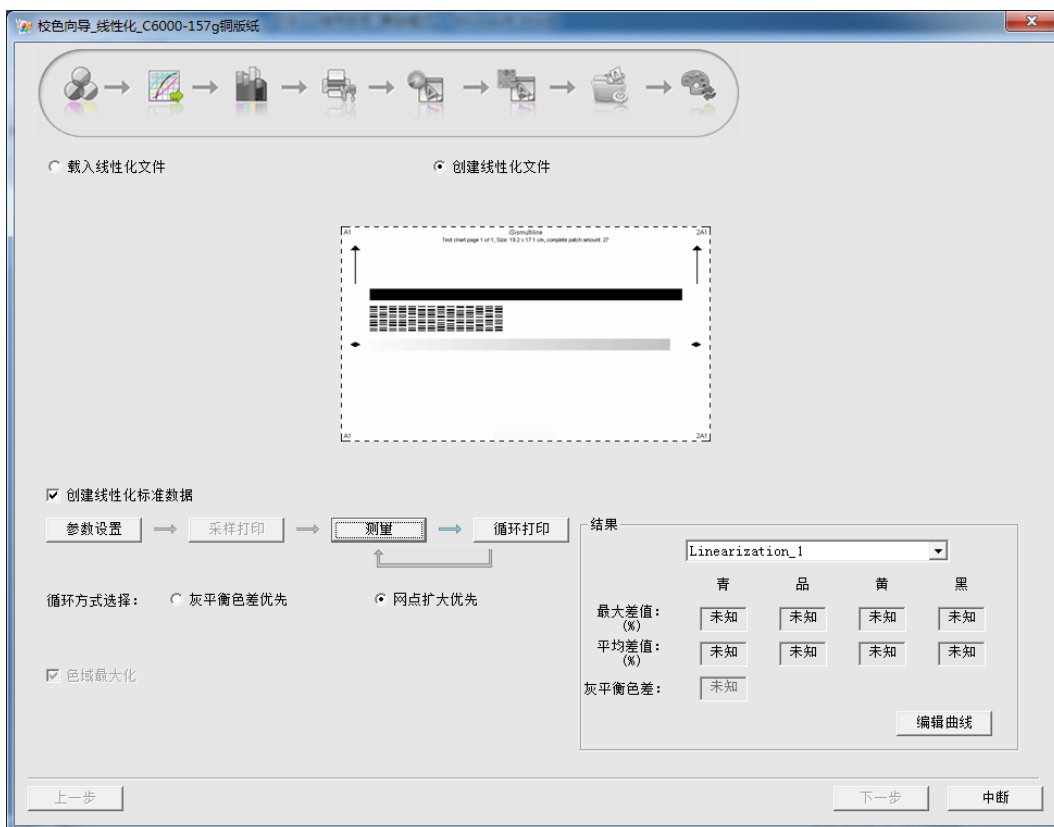 校色向导_线性化_C6000-157g铜版纸
载入线性化文件 创建线性化文件
A1 iSismultiline 2A1
Test chart page 1 of 1, Size: 19.2 x 17.1 cm, complete patch amount: 27
A1 2A1
创建线性化标准数据
参数设置 采样打印 测量 循环打印
循环方式选择: 灰平衡色差优先 网点扩大优先
色域最大化
结果
Linearization_1
青 品 黄 黑
最大差值: 未知 未知 未知 未知
(%)
平均差值: 未知 未知 未知 未知
(%)
灰平衡色差: 未知
编辑曲线
上一步 下一步 中断